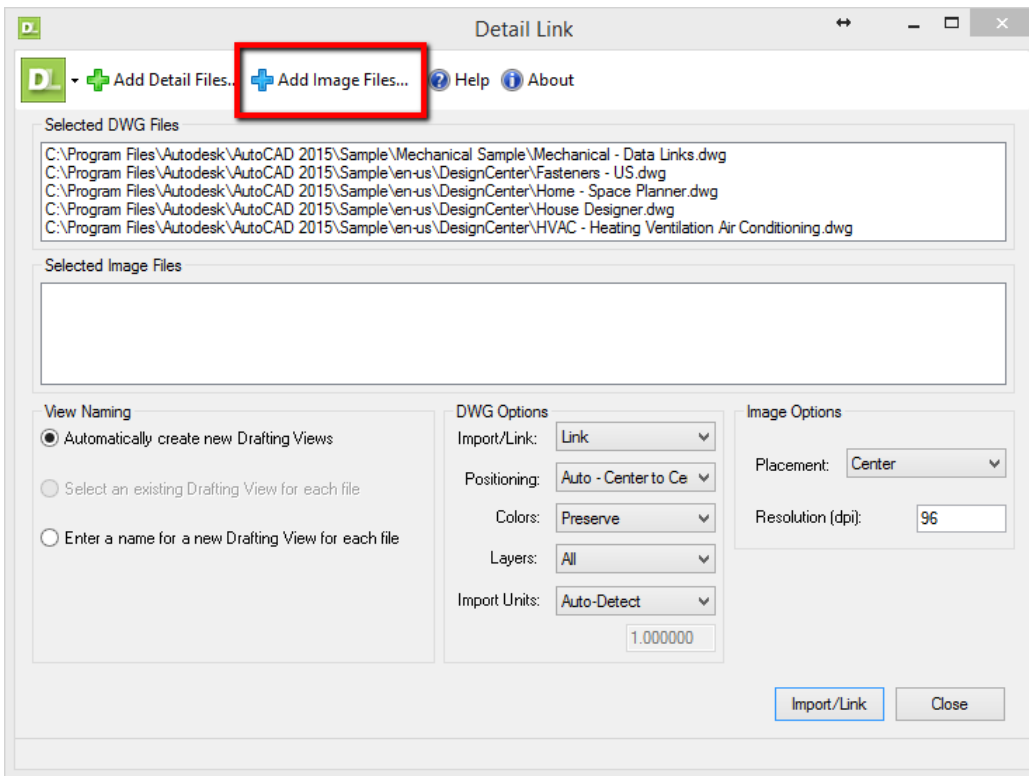 DL
Detail Link
DL Add Detail Files... Add Image Files... Help About
Selected DWG Files
C:\Program Files\Autodesk\AutoCAD 2015\Sample\Mechanical Sample\Mechanical - Data Links.dwg
C:\Program Files\Autodesk\AutoCAD 2015\Sample\en-us\DesignCenter\Fasteners - US.dwg
C:\Program Files\Autodesk\AutoCAD 2015\Sample\en-us\DesignCenter\Home - Space Planner.dwg
C:\Program Files\Autodesk\AutoCAD 2015\Sample\en-us\DesignCenter\House Designer.dwg
C:\Program Files\Autodesk\AutoCAD 2015\Sample\en-us\DesignCenter\HVAC - Heating Ventilation Air Conditioning.dwg
Selected Image Files
View Naming
Automatically create new Drafting Views
Select an existing Drafting View for each file
Enter a name for a new Drafting View for each file
DWG Options
Import/Link: Link
Positioning: Auto - Center to Ce
Colors: Preserve
Layers: All
Import Units: Auto-Detect
1.000000
Image Options
Placement: Center
Resolution (dpi): 96
Import/Link
Close